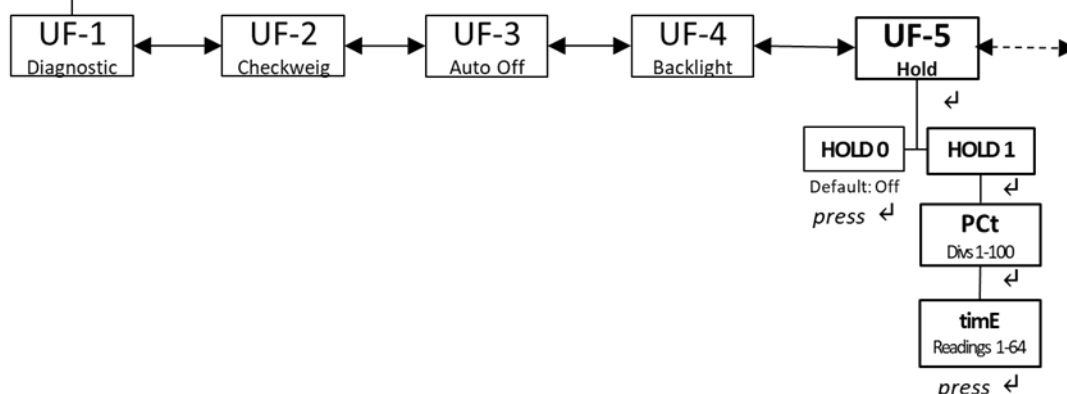 UF-1
Diagnostic
UF-2
Checkweig
UF-3
Auto Off
UF-4
Backlight
UF-5
Hold
↵
HOLD 0
HOLD 1
Default: Off
press ↵
↵
PCt
Divs 1-100
↵
timE
Readings 1-64
press ↵